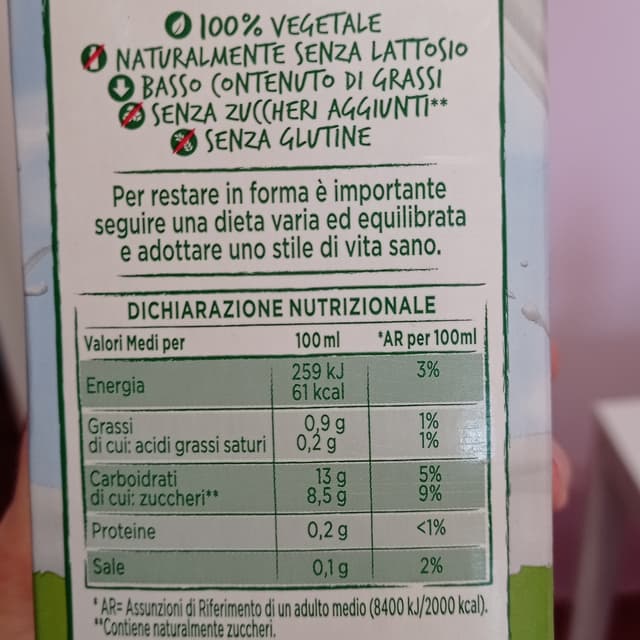 100% VEGETALE
NATURALMENTE SENZA LATTOSIO
BASSO CONTENUTO DI GRASSI
SENZA ZUCCHERI AGGIUNTI**
SENZA GLUTINE
Per restare in forma è importante
seguire una dieta varia ed equilibrata
e adottare uno stile di vita sano.
DICHIARAZIONE NUTRIZIONALE
Valori Medi per 100 ml *AR per 100ml
Energia 259 kJ 3%
61 kcal
Grassi 0,9 g 1%
di cui: acidi grassi saturi 0,2 g 1%
Carboidrati 13 g 5%
di cui: zuccheri** 8,5 g 9%
Proteine 0,2 g <1%
Sale 0,1 g 2%
* AR= Assunzioni di Riferimento di un adulto medio (8400 kJ/2000 kcal).
**Contiene naturalmente zuccheri.